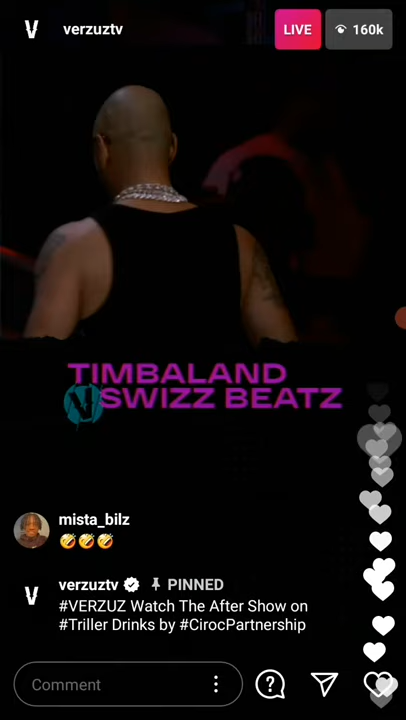 verzuztv
LIVE
160k
TIMBALAND
SWIZZ BEATZ
mista_bilz
verzuztv PINNED
#VERZUZ Watch The After Show on
#Triller Drinks by #CirocPartnership
Comment